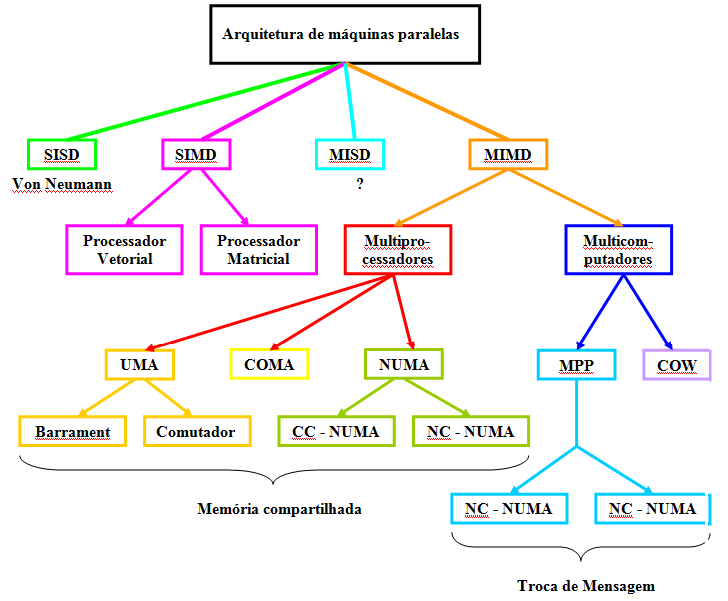 Arquitetura de máquinas paralelas
SISD
SIMD
MISD
MIMD
Von Neumann
?
Processador
Vetorial
Processador
Matricial
Multipro-
cessadores
Multicom-
putadores
UMA
COMA
NUMA
MPP
COW
Barrament
Comutador
CC - NUMA
NC - NUMA
Memória compartilhada
NC - NUMA
NC - NUMA
Troca de Mensagem